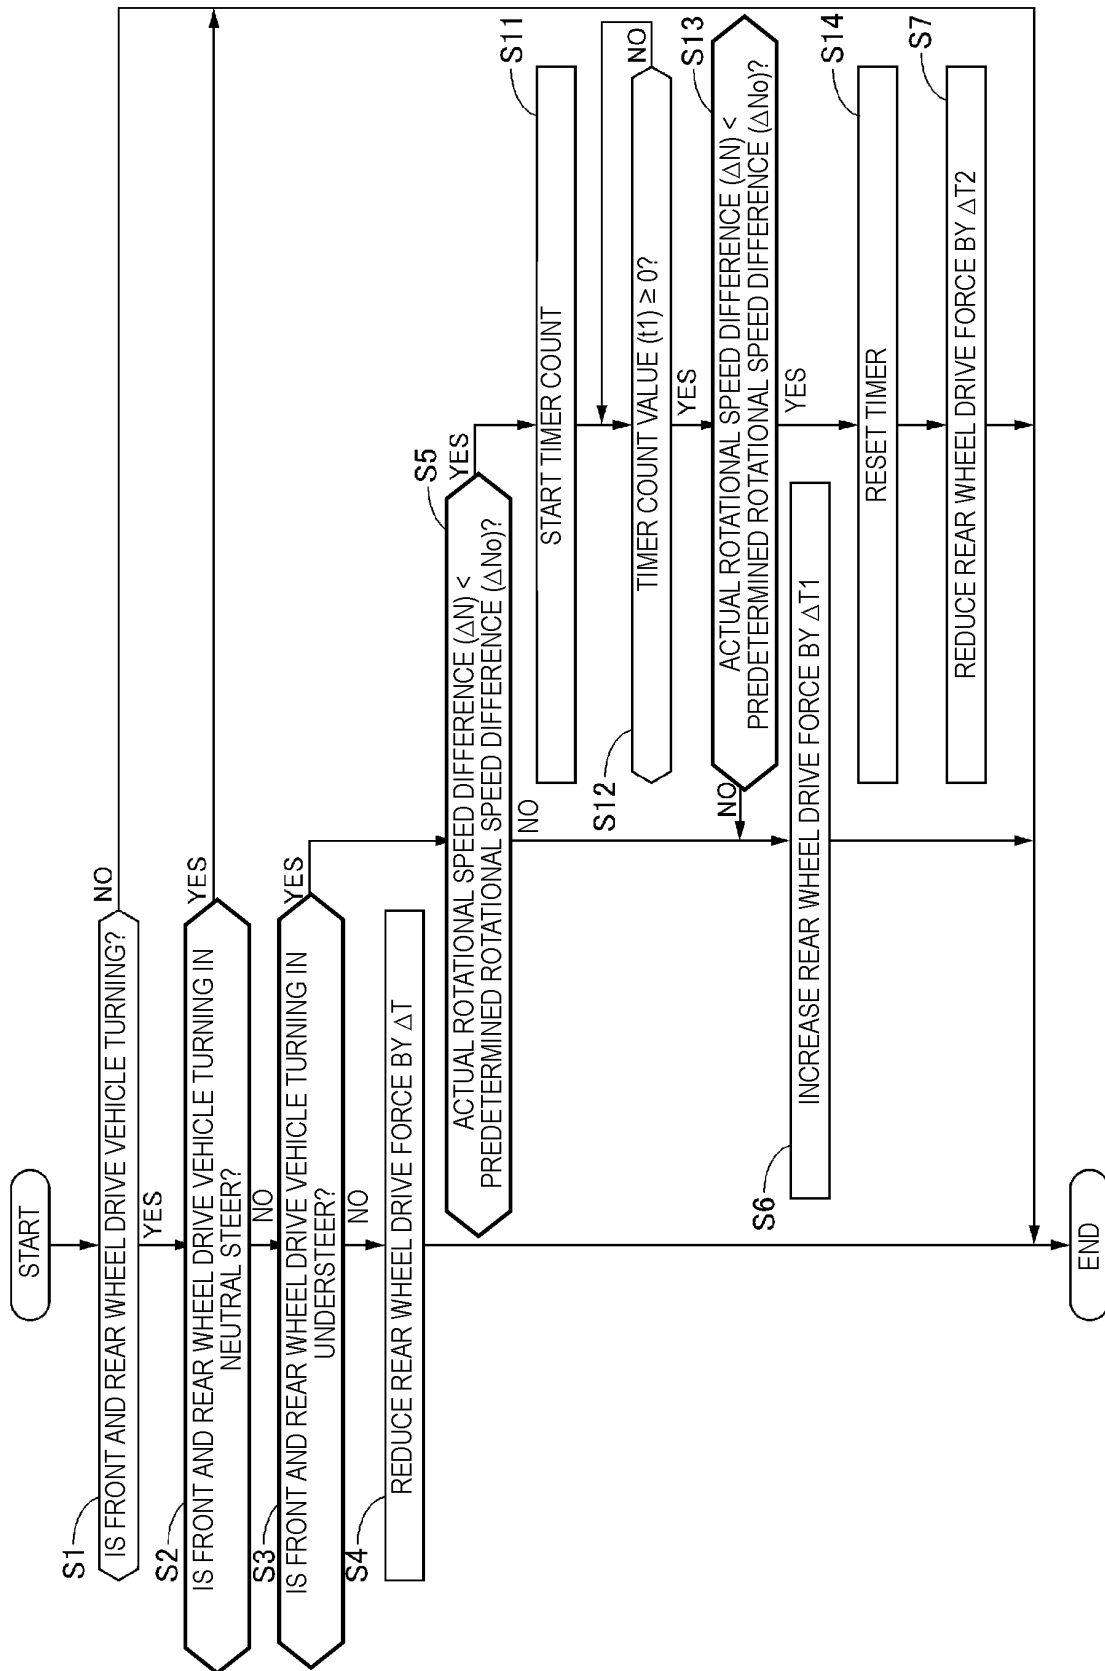 START
S1
IS FRONT AND REAR WHEEL DRIVE VEHICLE TURNING?
NO
YES
S2
IS FRONT AND REAR WHEEL DRIVE VEHICLE TURNING IN
NEUTRAL STEER?
YES
NO
S3
IS FRONT AND REAR WHEEL DRIVE VEHICLE TURNING IN
UNDERSTEER?
YES
NO
S4
REDUCE REAR WHEEL DRIVE FORCE BY ΔT
S5
ACTUAL ROTATIONAL SPEED DIFFERENCE (ΔN) <
PREDETERMINED ROTATIONAL SPEED DIFFERENCE (ΔNo)?
YES
NO
S11
START TIMER COUNT
S12
TIMER COUNT VALUE (t1) ≥ 0?
NO
YES
S13
ACTUAL ROTATIONAL SPEED DIFFERENCE (ΔN) <
PREDETERMINED ROTATIONAL SPEED DIFFERENCE (ΔNo)?
NO
YES
S6
INCREASE REAR WHEEL DRIVE FORCE BY ΔT1
S14
RESET TIMER
S7
REDUCE REAR WHEEL DRIVE FORCE BY ΔT2
END